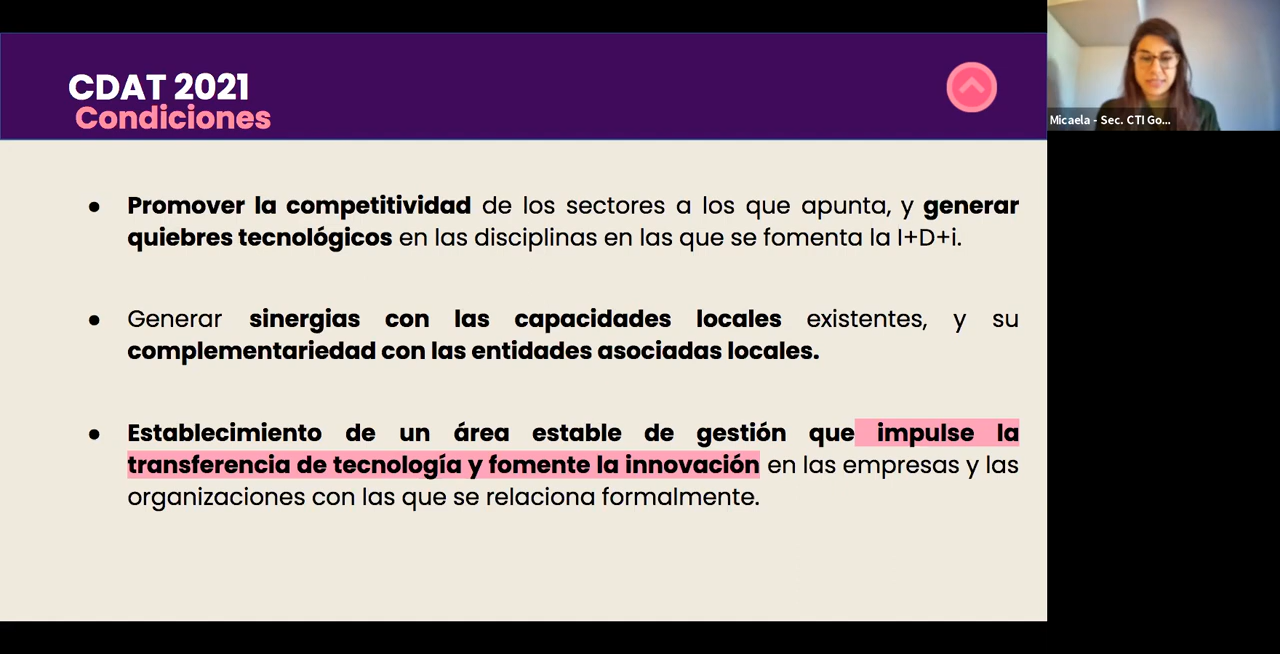 CDAT 2021
Condiciones
Micaela - Sec. CTI Go...
● Promover la competitividad de los sectores a los que apunta, y generar
quiebres tecnológicos en las disciplinas en las que se fomenta la I+D+i.
● Generar sinergias con las capacidades locales existentes, y su
complementariedad con las entidades asociadas locales.
● Establecimiento de un área estable de gestión que impulse la
transferencia de tecnología y fomente la innovación en las empresas y las
organizaciones con las que se relaciona formalmente.